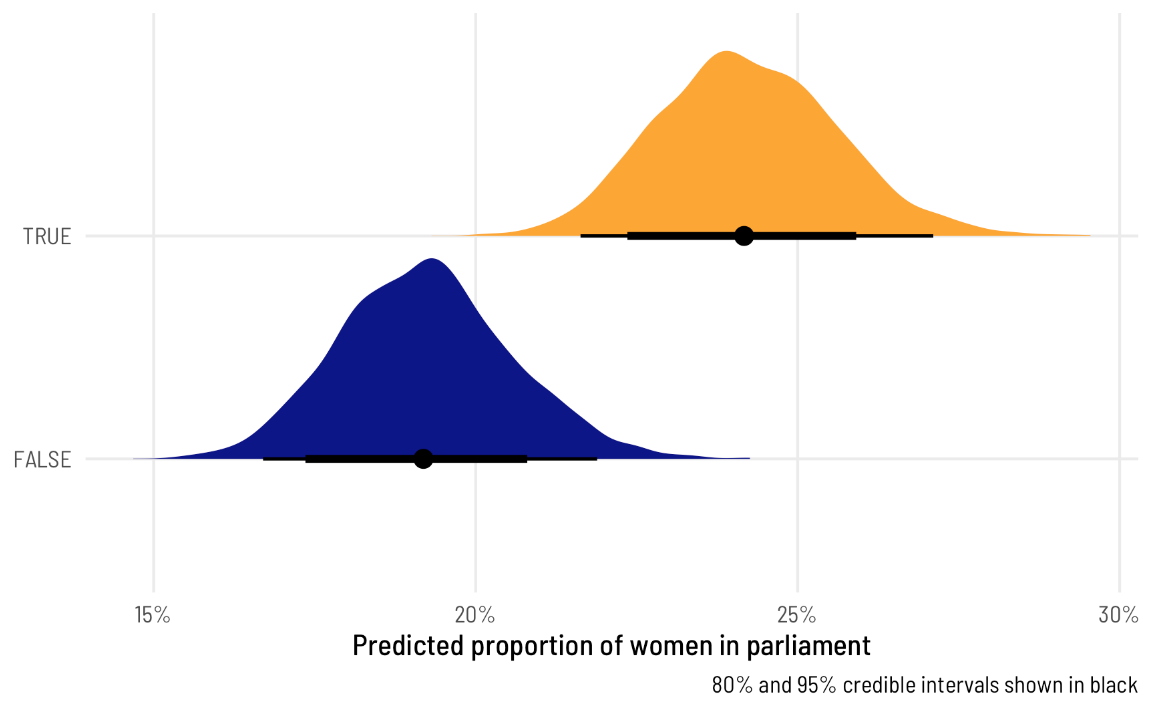 TRUE
FALSE
15% 20% 25% 30%
Predicted proportion of women in parliament
80% and 95% credible intervals shown in black